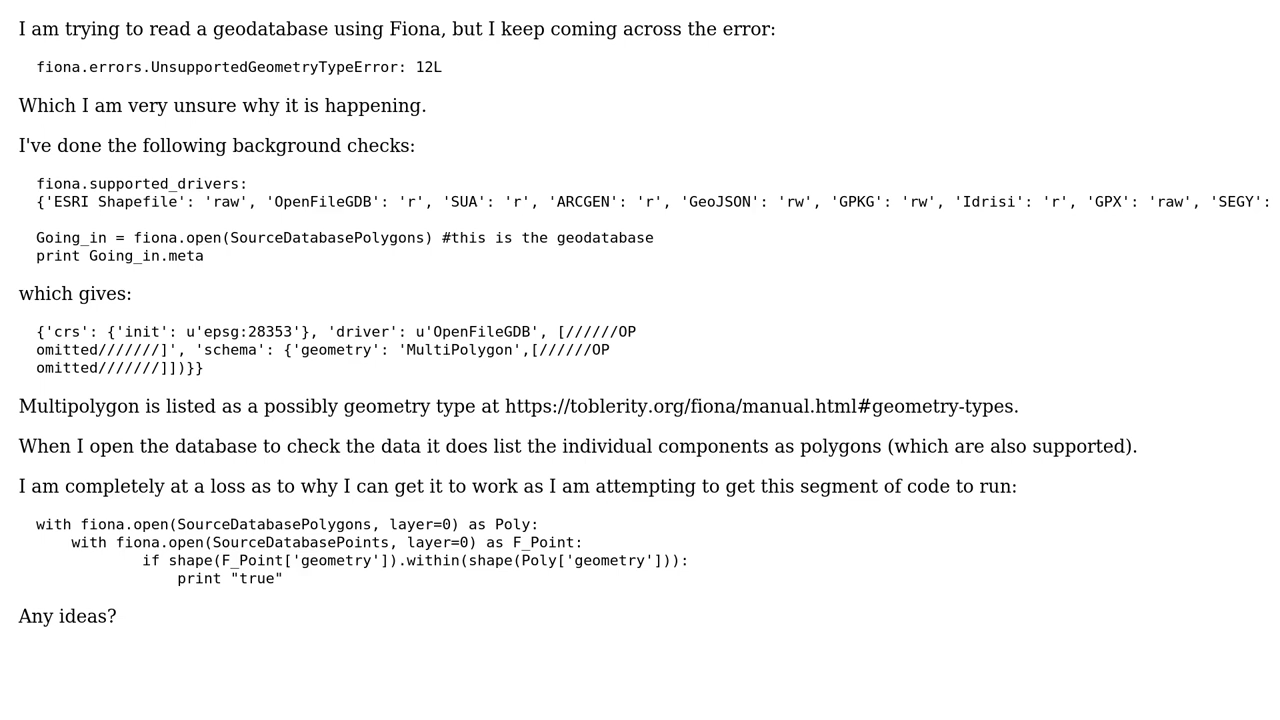 I am trying to read a geodatabase using Fiona, but I keep coming across the error:
fiona.errors.UnsupportedGeometryTypeError: 12L
Which I am very unsure why it is happening.
I've done the following background checks:
fiona.supported_drivers:
{'ESRI Shapefile': 'raw', 'OpenFileGDB': 'r', 'SUA': 'r', 'ARCGEN': 'r', 'GeoJSON': 'rw', 'GPKG': 'rw', 'Idrisi': 'r', 'GPX': 'raw', 'SEGY':
Going_in = fiona.open(SourceDatabasePolygons) #this is the geodatabase
print Going_in.meta
which gives:
{'crs': {'init': u'epsg:28353'}, 'driver': u'OpenFileGDB', [//////OP
omitted///////]', 'schema': {'geometry': 'MultiPolygon',[//////OP
omitted///////]])}}
Multipolygon is listed as a possibly geometry type at https://toblerity.org/fiona/manual.html#geometry-types.
When I open the database to check the data it does list the individual components as polygons (which are also supported).
I am completely at a loss as to why I can get it to work as I am attempting to get this segment of code to run:
with fiona.open(SourceDatabasePolygons, layer=0) as Poly:
with fiona.open(SourceDatabasePoints, layer=0) as F_Point:
if shape(F_Point['geometry']).within(shape(Poly['geometry'])):
print "true"
Any ideas?